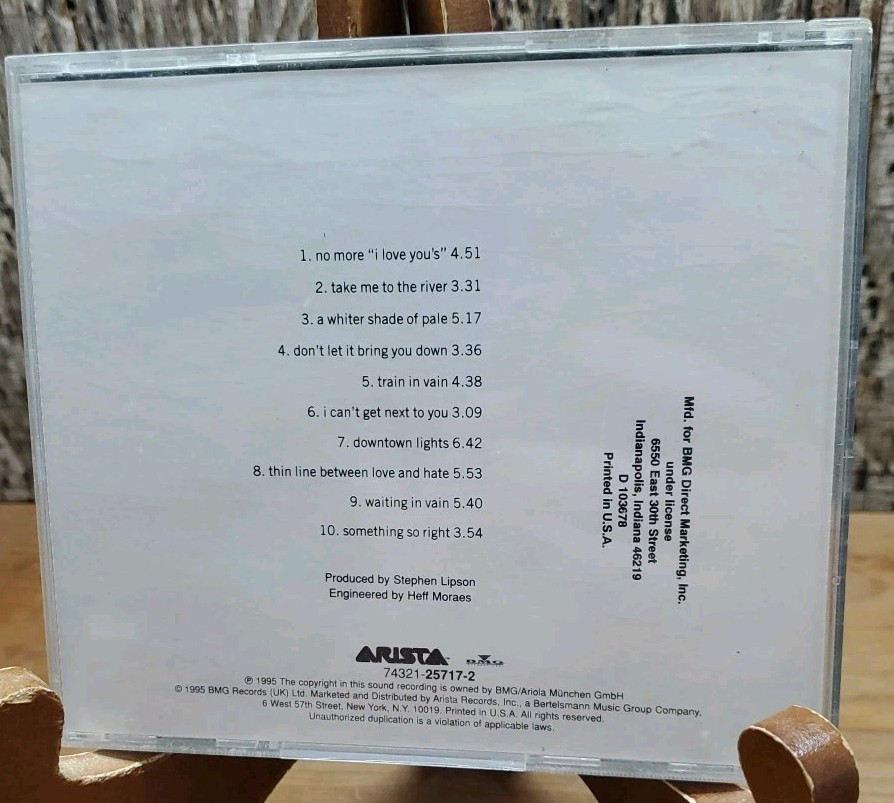 1. no more “i love you's” 4.51
2. take me to the river 3.31
3. a whiter shade of pale 5.17
4. don't let it bring you down 3.36
5. train in vain 4.38
6. i can't get next to you 3.09
7. downtown lights 6.42
8. thin line between love and hate 5.53
9. waiting in vain 5.40
10. something so right 3.54
Produced by Stephen Lipson
Engineered by Heff Moraes
Mfd. for BMG Direct Marketing, Inc.
under license
6550 East 30th Street
Indianapolis, Indiana 46219
D 103678
Printed in U.S.A.
ARISTA
BMG
74321-25717-2
℗ 1995 The copyright in this sound recording is owned by BMG/Ariola München GmbH
© 1995 BMG Records (UK) Ltd. Marketed and Distributed by Arista Records, Inc., a Bertelsmann Music Group Company,
6 West 57th Street, New York, N.Y. 10019. Printed in U.S.A. All rights reserved.
Unauthorized duplication is a violation of applicable laws.